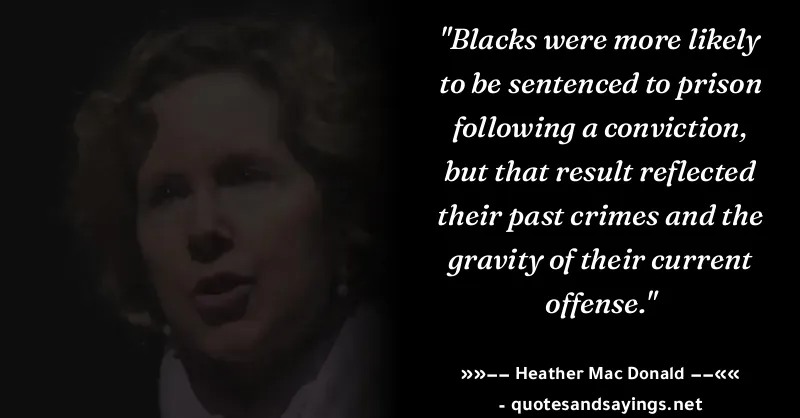 "Blacks were more likely
to be sentenced to prison
following a conviction,
but that result reflected
their past crimes and the
gravity of their current
offense."
»»−− Heather Mac Donald −−««
- quotesandsayings.net